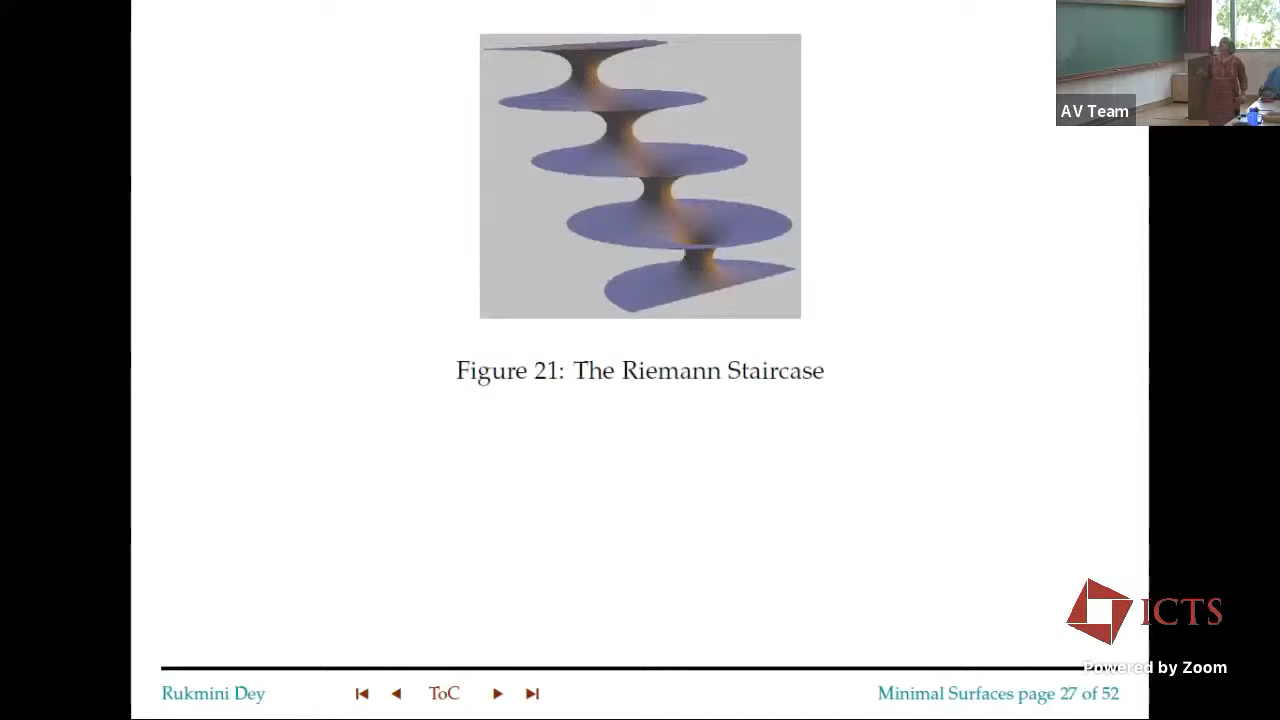 AV Team
Figure 21: The Riemann Staircase
ICTS
Powered by Zoom
Rukmini Dey
ToC
Minimal Surfaces page 27 of 52